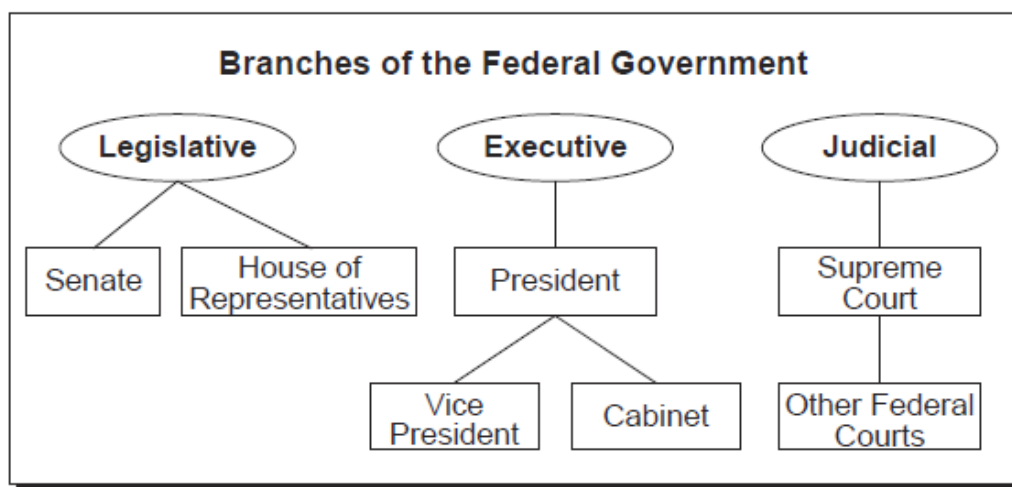 Branches of the Federal Government
Legislative
Executive
Judicial
Senate
House of
Representatives
President
Supreme
Court
Vice
President
Cabinet
Other Federal
Courts